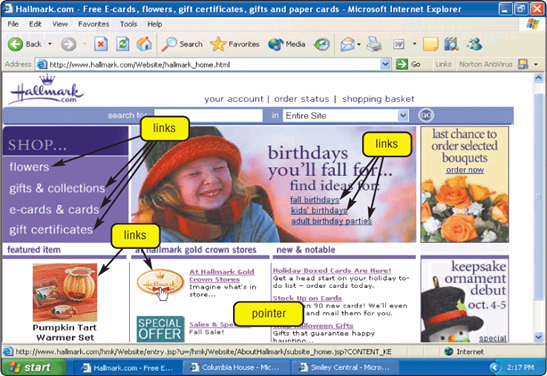 Hallmark.com - Free E-cards, flowers, gift certificates, gifts and paper cards - Microsoft Internet Explorer
File Edit View Favorites Tools Help
Back Search Favorites Media
Address http://www.hallmark.com/Website/hallmark_home.html Go Links Norton AntiVirus
Hallmark.com
your account | order status | shopping basket
search for in Entire Site GO
links
SHOP...
flowers
gifts & collections
e-cards & cards
gift certificates
links
birthdays
you'll fall for...
find ideas for:
fall birthdays
kids' birthdays
adult birthday parties
last chance to
order selected
bouquets
order now
links
featured item at hallmark gold crown stores new & notable
Pumpkin Tart
Warmer Set
Hallmark
At Hallmark Gold
Crown Stores
Imagine what's in
store...
SPECIAL
OFFER
Sales &
Fall Sale!
Holiday Boxed Cards Are Here!
Get a head start on your holiday to-
do list – order cards today.
Stock Up on Cards
90 new cards! We'll even
and mail them for you.
Halloween Gifts
Gifts that guarantee happy
haunting...
pointer
keepsake
ornament
debut
oct. 4-5
special
http://www.hallmark.com/hmk/Website/entry.jsp?u=/hmk/Website/AboutHallmark/subsite_home.jsp?CONTENT_KE Internet
start Hallmark.com - Free E... Columbia House - Mic... Smiley Central - Micro... 2:17 PM